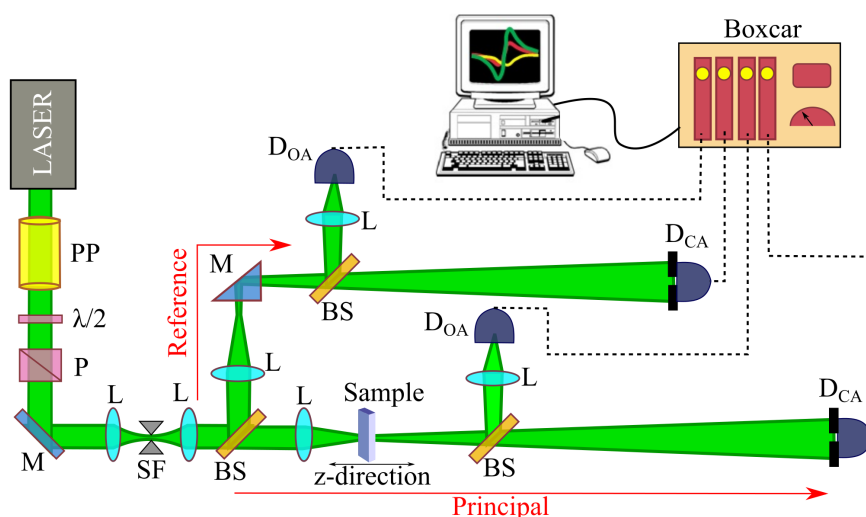 Boxcar
LASER
D_OA
L
D_CA
PP
Reference
M
BS
λ/2
D_OA
P
L
L
L
L
Sample
L
D_CA
M
SF
BS
z-direction
BS
Principal